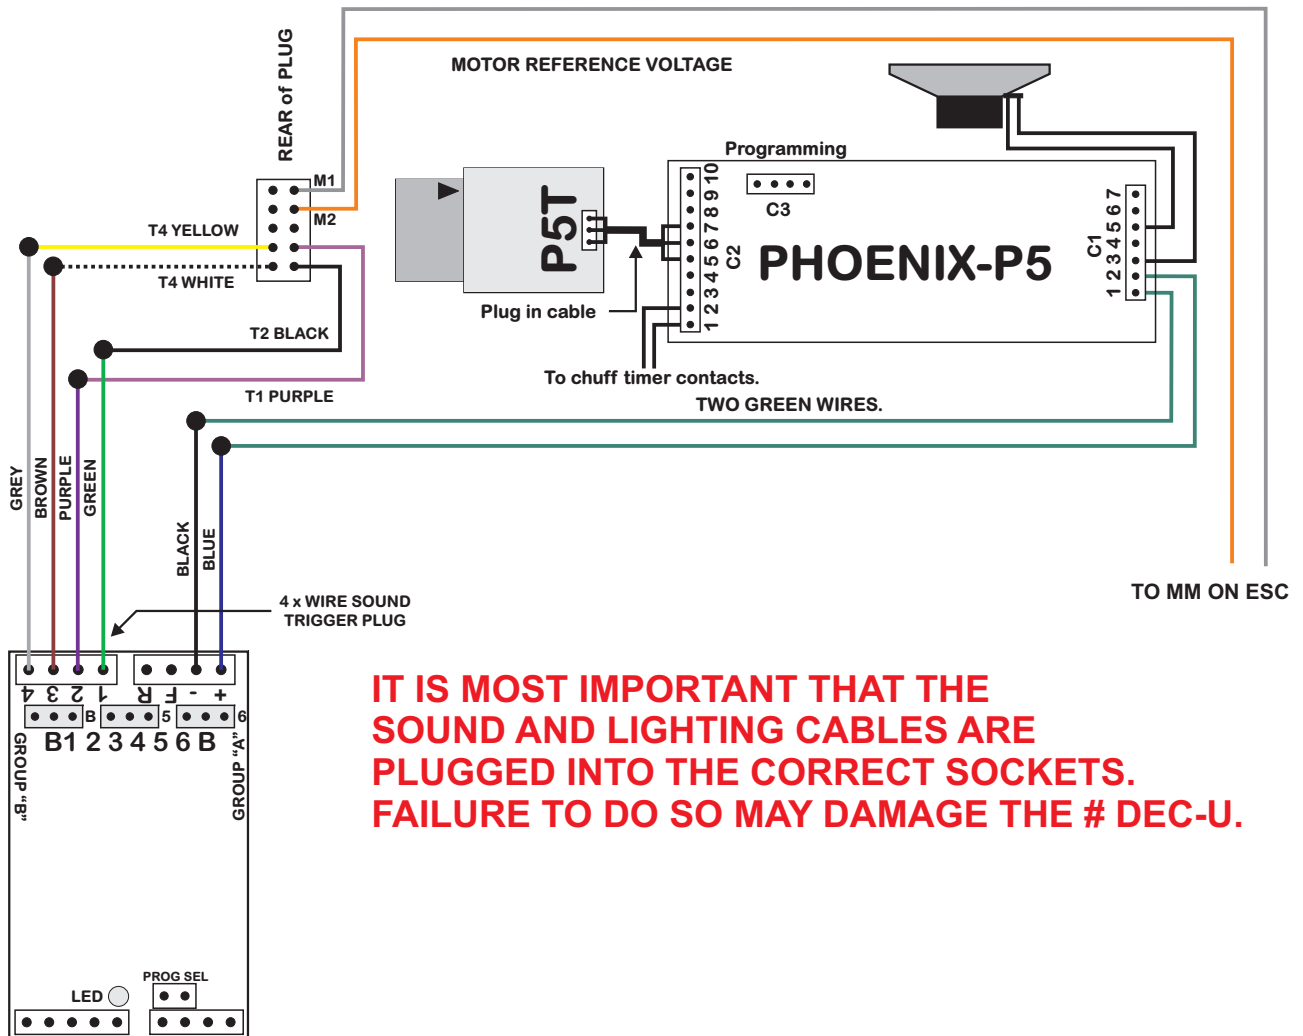 REAR of PLUG
MOTOR REFERENCE VOLTAGE
M1
M2
T4 YELLOW
T4 WHITE
T2 BLACK
T1 PURPLE
P5T
Plug in cable
Programming
C3
1 2 3 4 5 6 7 8 9 10
C2
PHOENIX-P5
C1
1 2 3 4 5 6 7
To chuff timer contacts.
TWO GREEN WIRES.
GREY
BROWN
PURPLE
GREEN
BLACK
BLUE
TO MM ON ESC
4 x WIRE SOUND
TRIGGER PLUG
4 3 2 1 R F - +
B 5 6
B1 2 3 4 5 6 B
GROUP “B”
GROUP “A”
IT IS MOST IMPORTANT THAT THE
SOUND AND LIGHTING CABLES ARE
PLUGGED INTO THE CORRECT SOCKETS.
FAILURE TO DO SO MAY DAMAGE THE # DEC-U.
PROG SEL
LED